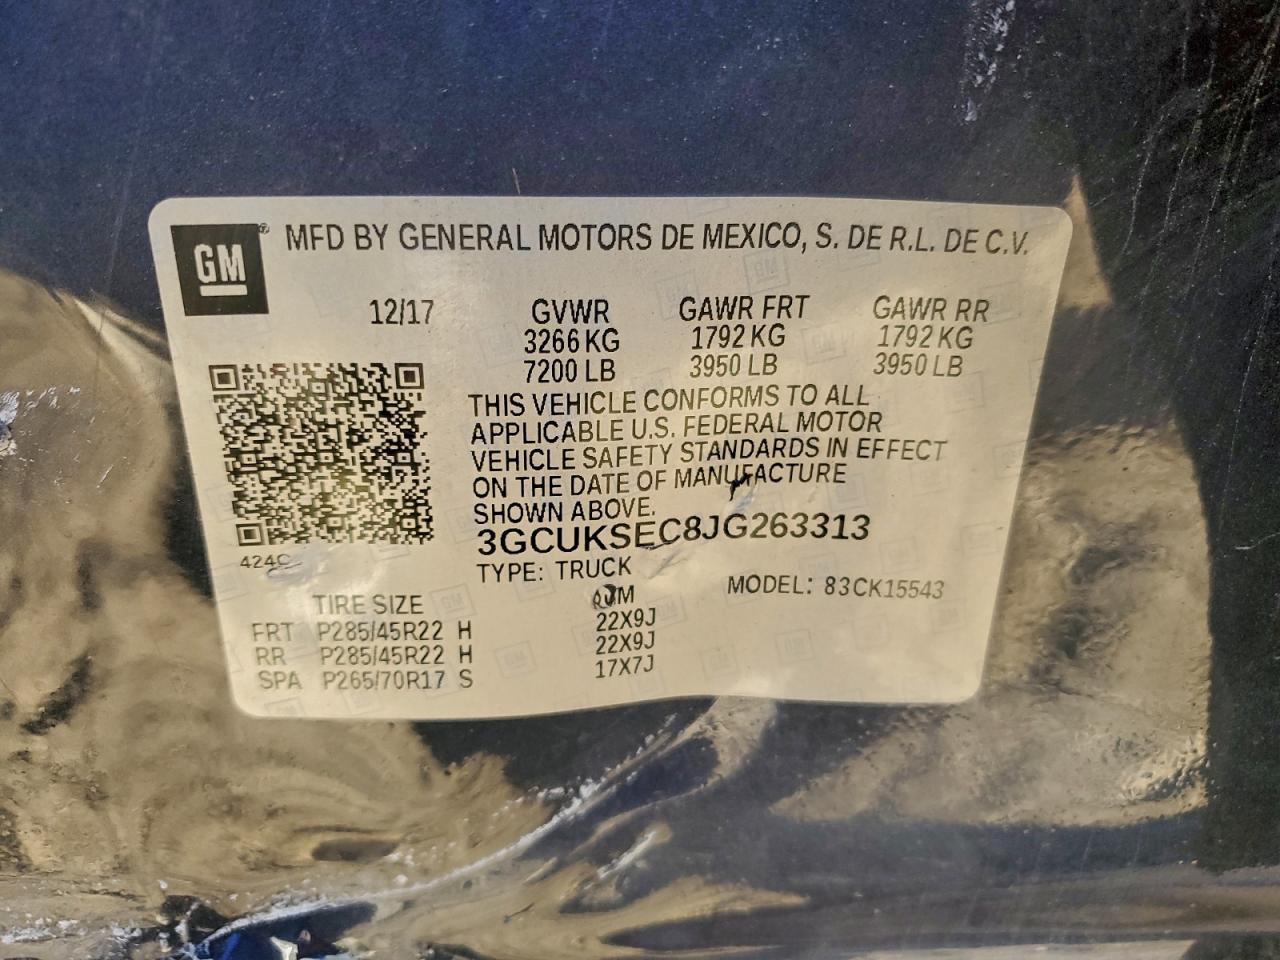 GM ® MFD BY GENERAL MOTORS DE MEXICO, S. DE R.L. DE C.V.
12/17 GVWR GAWR FRT GAWR RR
3266 KG 1792 KG 1792 KG
7200 LB 3950 LB 3950 LB
THIS VEHICLE CONFORMS TO ALL
APPLICABLE U.S. FEDERAL MOTOR
VEHICLE SAFETY STANDARDS IN EFFECT
ON THE DATE OF MANUFACTURE
SHOWN ABOVE.
3GCUKSEC8JG263313
424C
TYPE: TRUCK MODEL: 83CK15543
TIRE SIZE
FRT P285/45R22 H 22X9J
RR P285/45R22 H 22X9J
SPA P265/70R17 S 17X7J